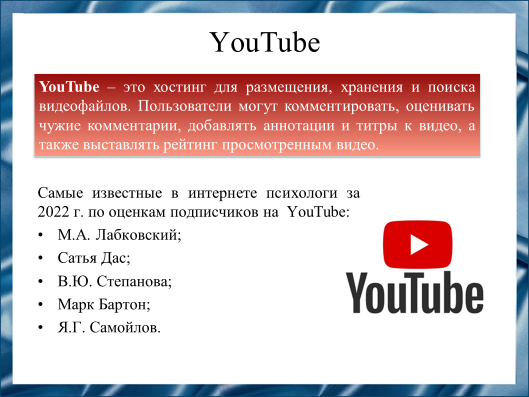 YouTube
YouTube – это хостинг для размещения, хранения и поиска
видеофайлов. Пользователи могут комментировать, оценивать
чужие комментарии, добавлять аннотации и титры к видео, а
также выставлять рейтинг просмотренным видео.
Самые известные в интернете психологи за
2022 г. по оценкам подписчиков на YouTube:
• М.А. Лабковский;
• Сатья Дас;
• В.Ю. Степанова;
• Марк Бартон;
• Я.Г. Самойлов.
YouTube